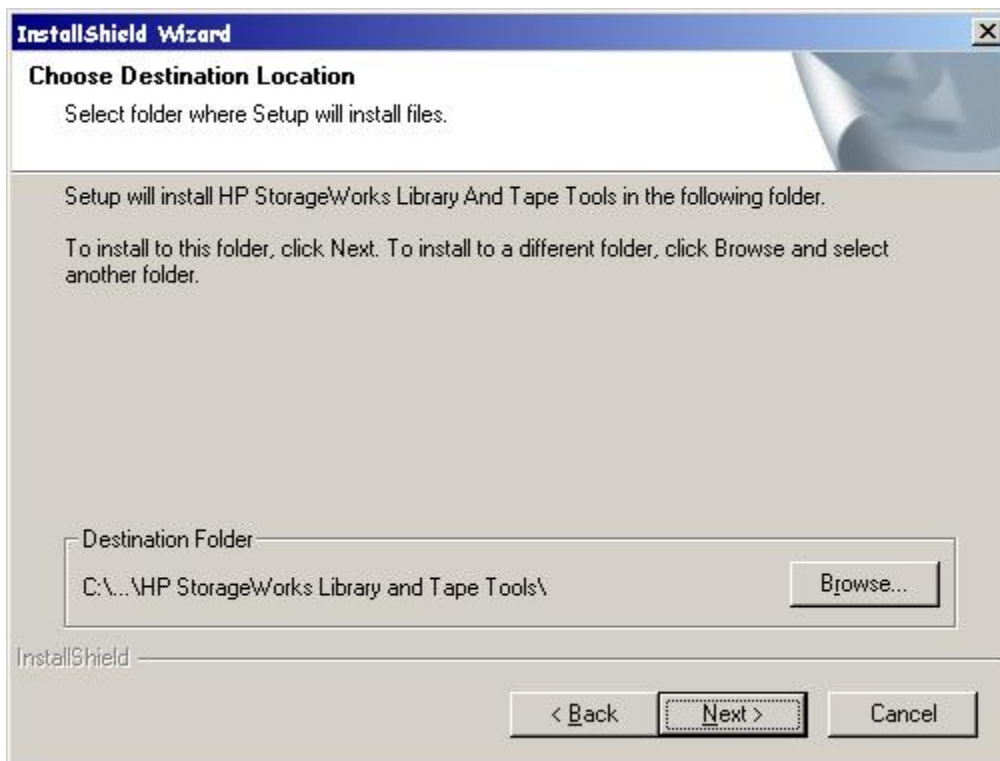 InstallShield Wizard
Choose Destination Location
Select folder where Setup will install files.
Setup will install HP StorageWorks Library And Tape Tools in the following folder.
To install to this folder, click Next. To install to a different folder, click Browse and select
another folder.
Destination Folder
C:\...\HP StorageWorks Library and Tape Tools\
Browse...
InstallShield
< Back
Next >
Cancel